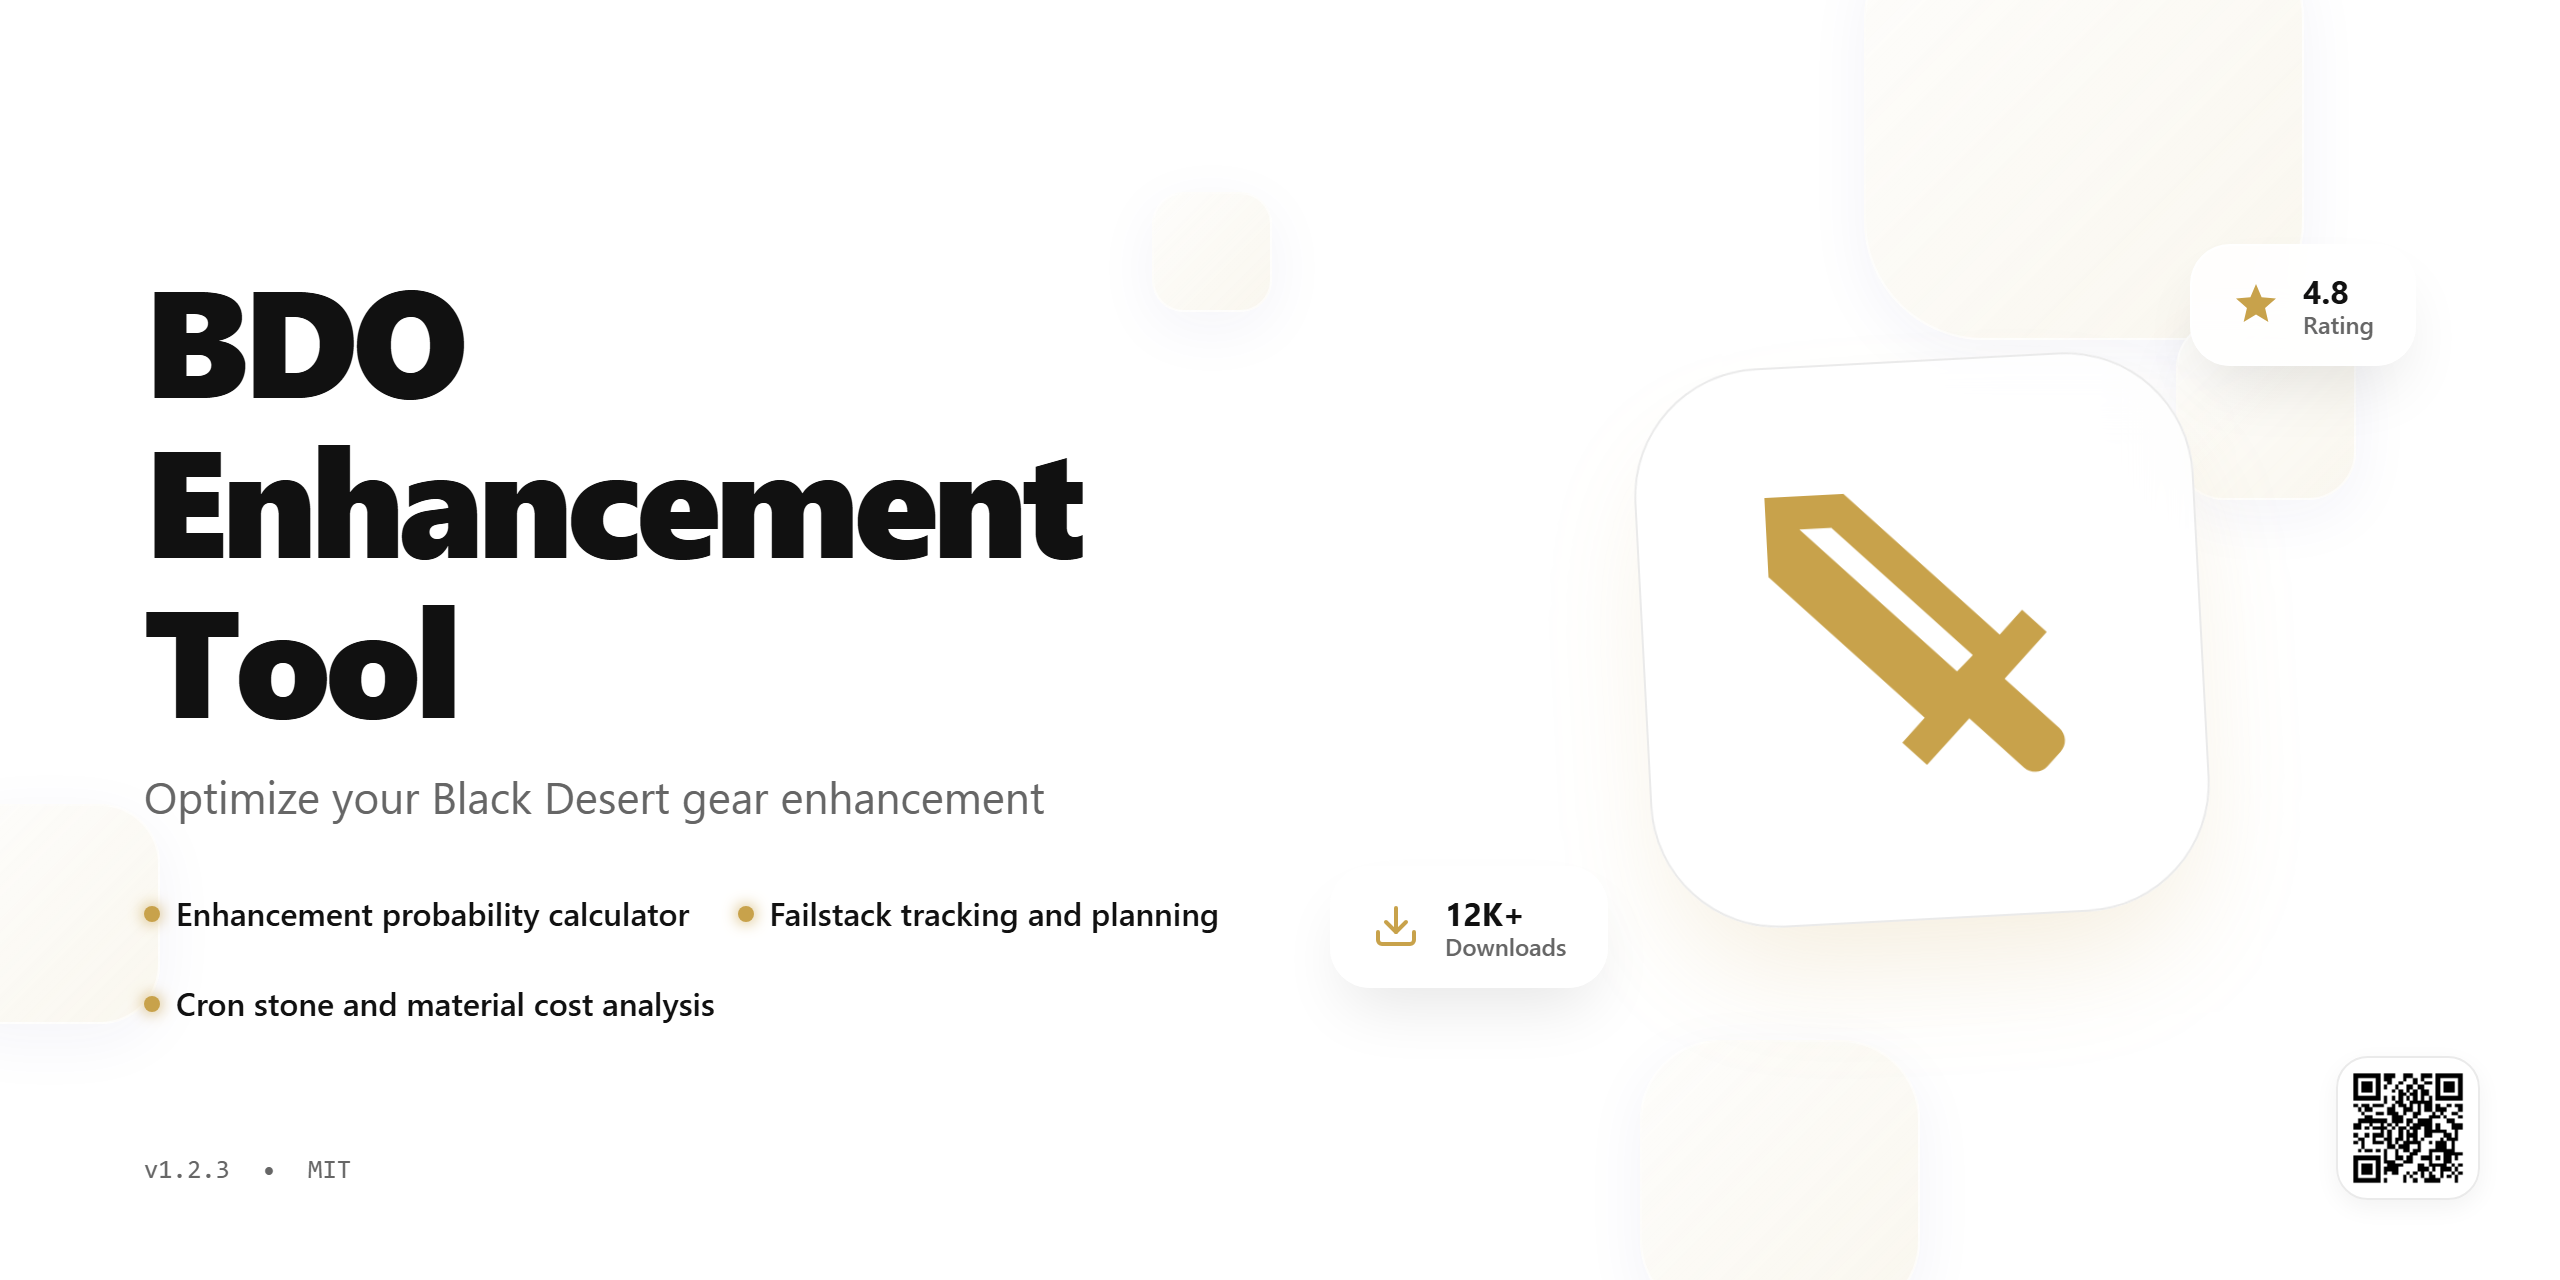 BDO
Enhancement
Tool
Optimize your Black Desert gear enhancement
Enhancement probability calculator
Failstack tracking and planning
Cron stone and material cost analysis
v1.2.3 • MIT
4.8
Rating
12K+
Downloads